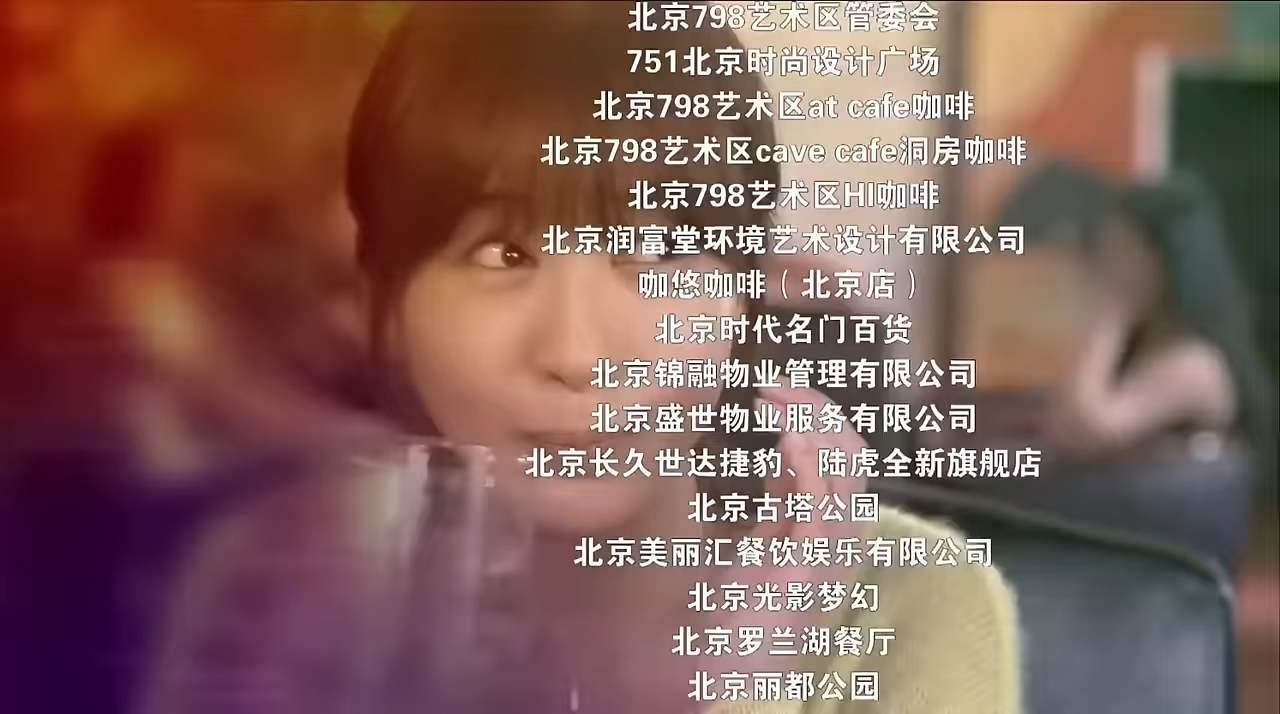 北京798艺术区管委会
751北京时尚设计广场
北京798艺术区at cafe咖啡
北京798艺术区cave cafe洞房咖啡
北京798艺术区HI咖啡
北京润富堂环境艺术设计有限公司
咖悠咖啡（北京店）
北京时代名门百货
北京锦融物业管理有限公司
北京盛世物业服务有限公司
北京长久世达捷豹、陆虎全新旗舰店
北京古塔公园
北京美丽汇餐饮娱乐有限公司
北京光影梦幻
北京罗兰湖餐厅
北京丽都公园